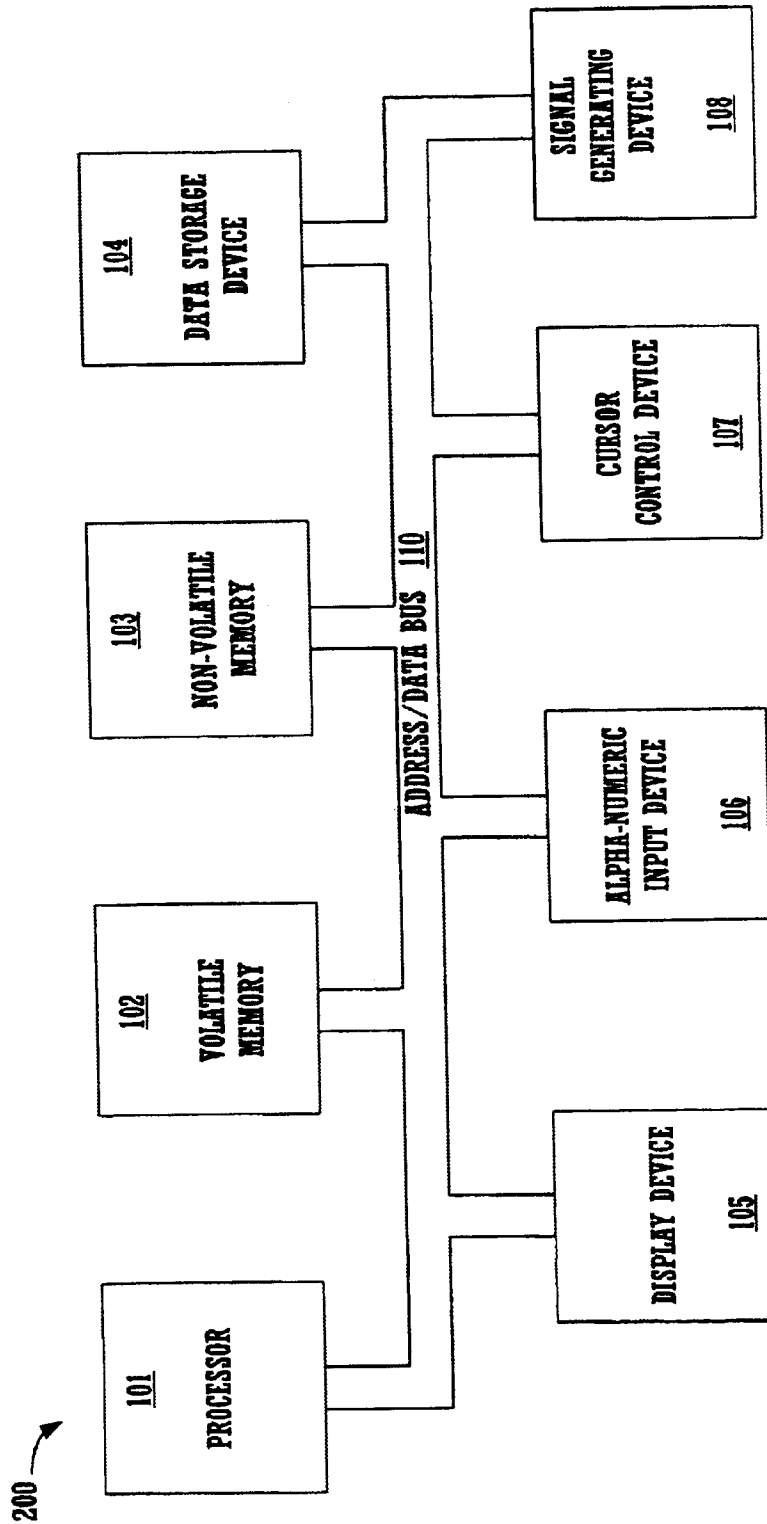 200
101
PROCESSOR
102
VOLATILE
MEMORY
103
NON-VOLATILE
MEMORY
104
DATA STORAGE
DEVICE
ADDRESS/DATA BUS 110
DISPLAY DEVICE
105
ALPHA-NUMERIC
INPUT DEVICE
106
CURSOR
CONTROL DEVICE
107
SIGNAL
GENERATING
DEVICE
108